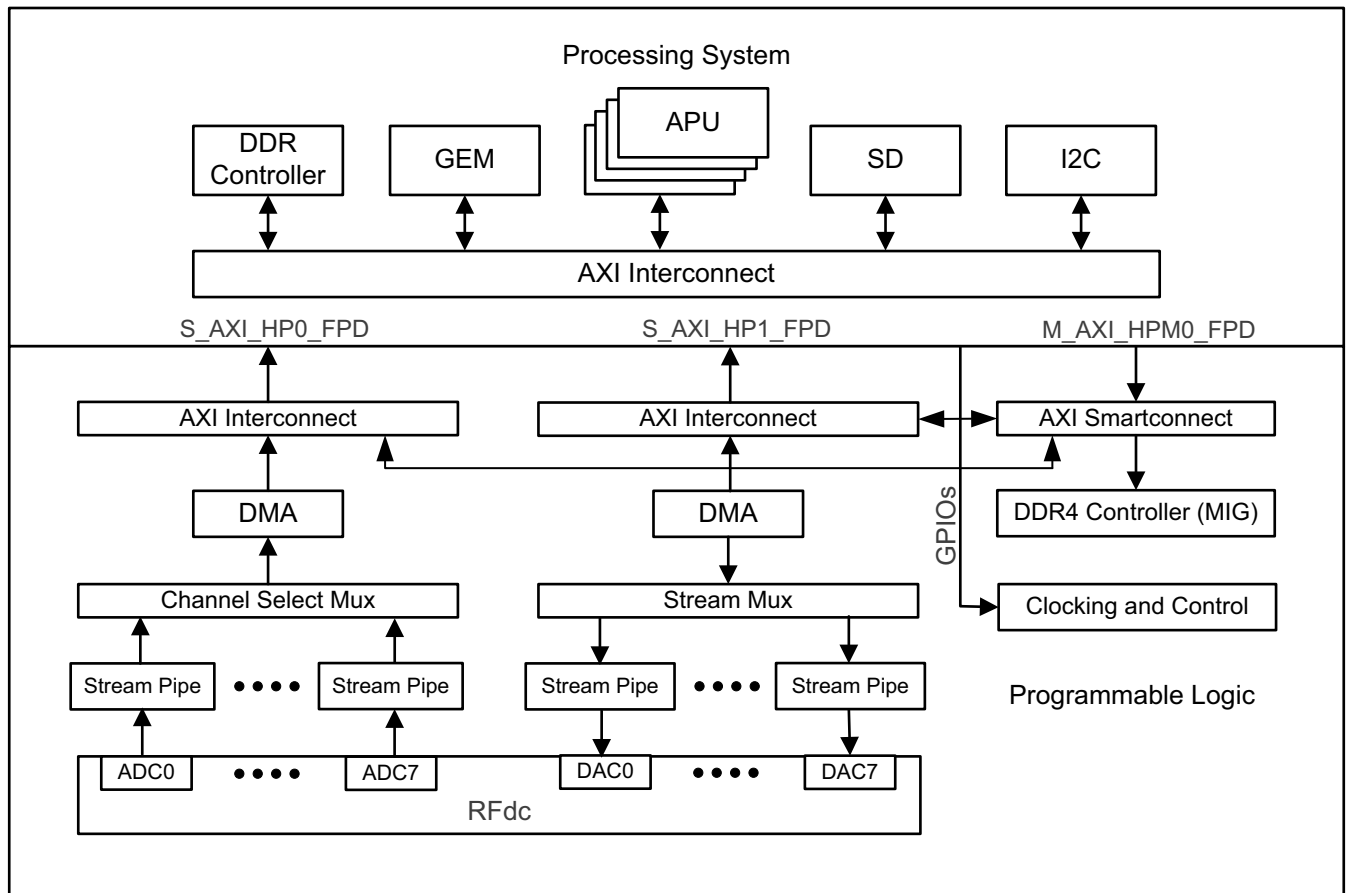 Processing System
DDR
Controller
GEM
APU
SD
I2C
AXI Interconnect
S_AXI_HP0_FPD
S_AXI_HP1_FPD
M_AXI_HPM0_FPD
AXI Interconnect
AXI Interconnect
AXI Smartconnect
DMA
DMA
GPIOs
DDR4 Controller (MIG)
Channel Select Mux
Stream Mux
Clocking and Control
Stream Pipe
Stream Pipe
Stream Pipe
Stream Pipe
Programmable Logic
ADC0
ADC7
DAC0
DAC7
RFdc